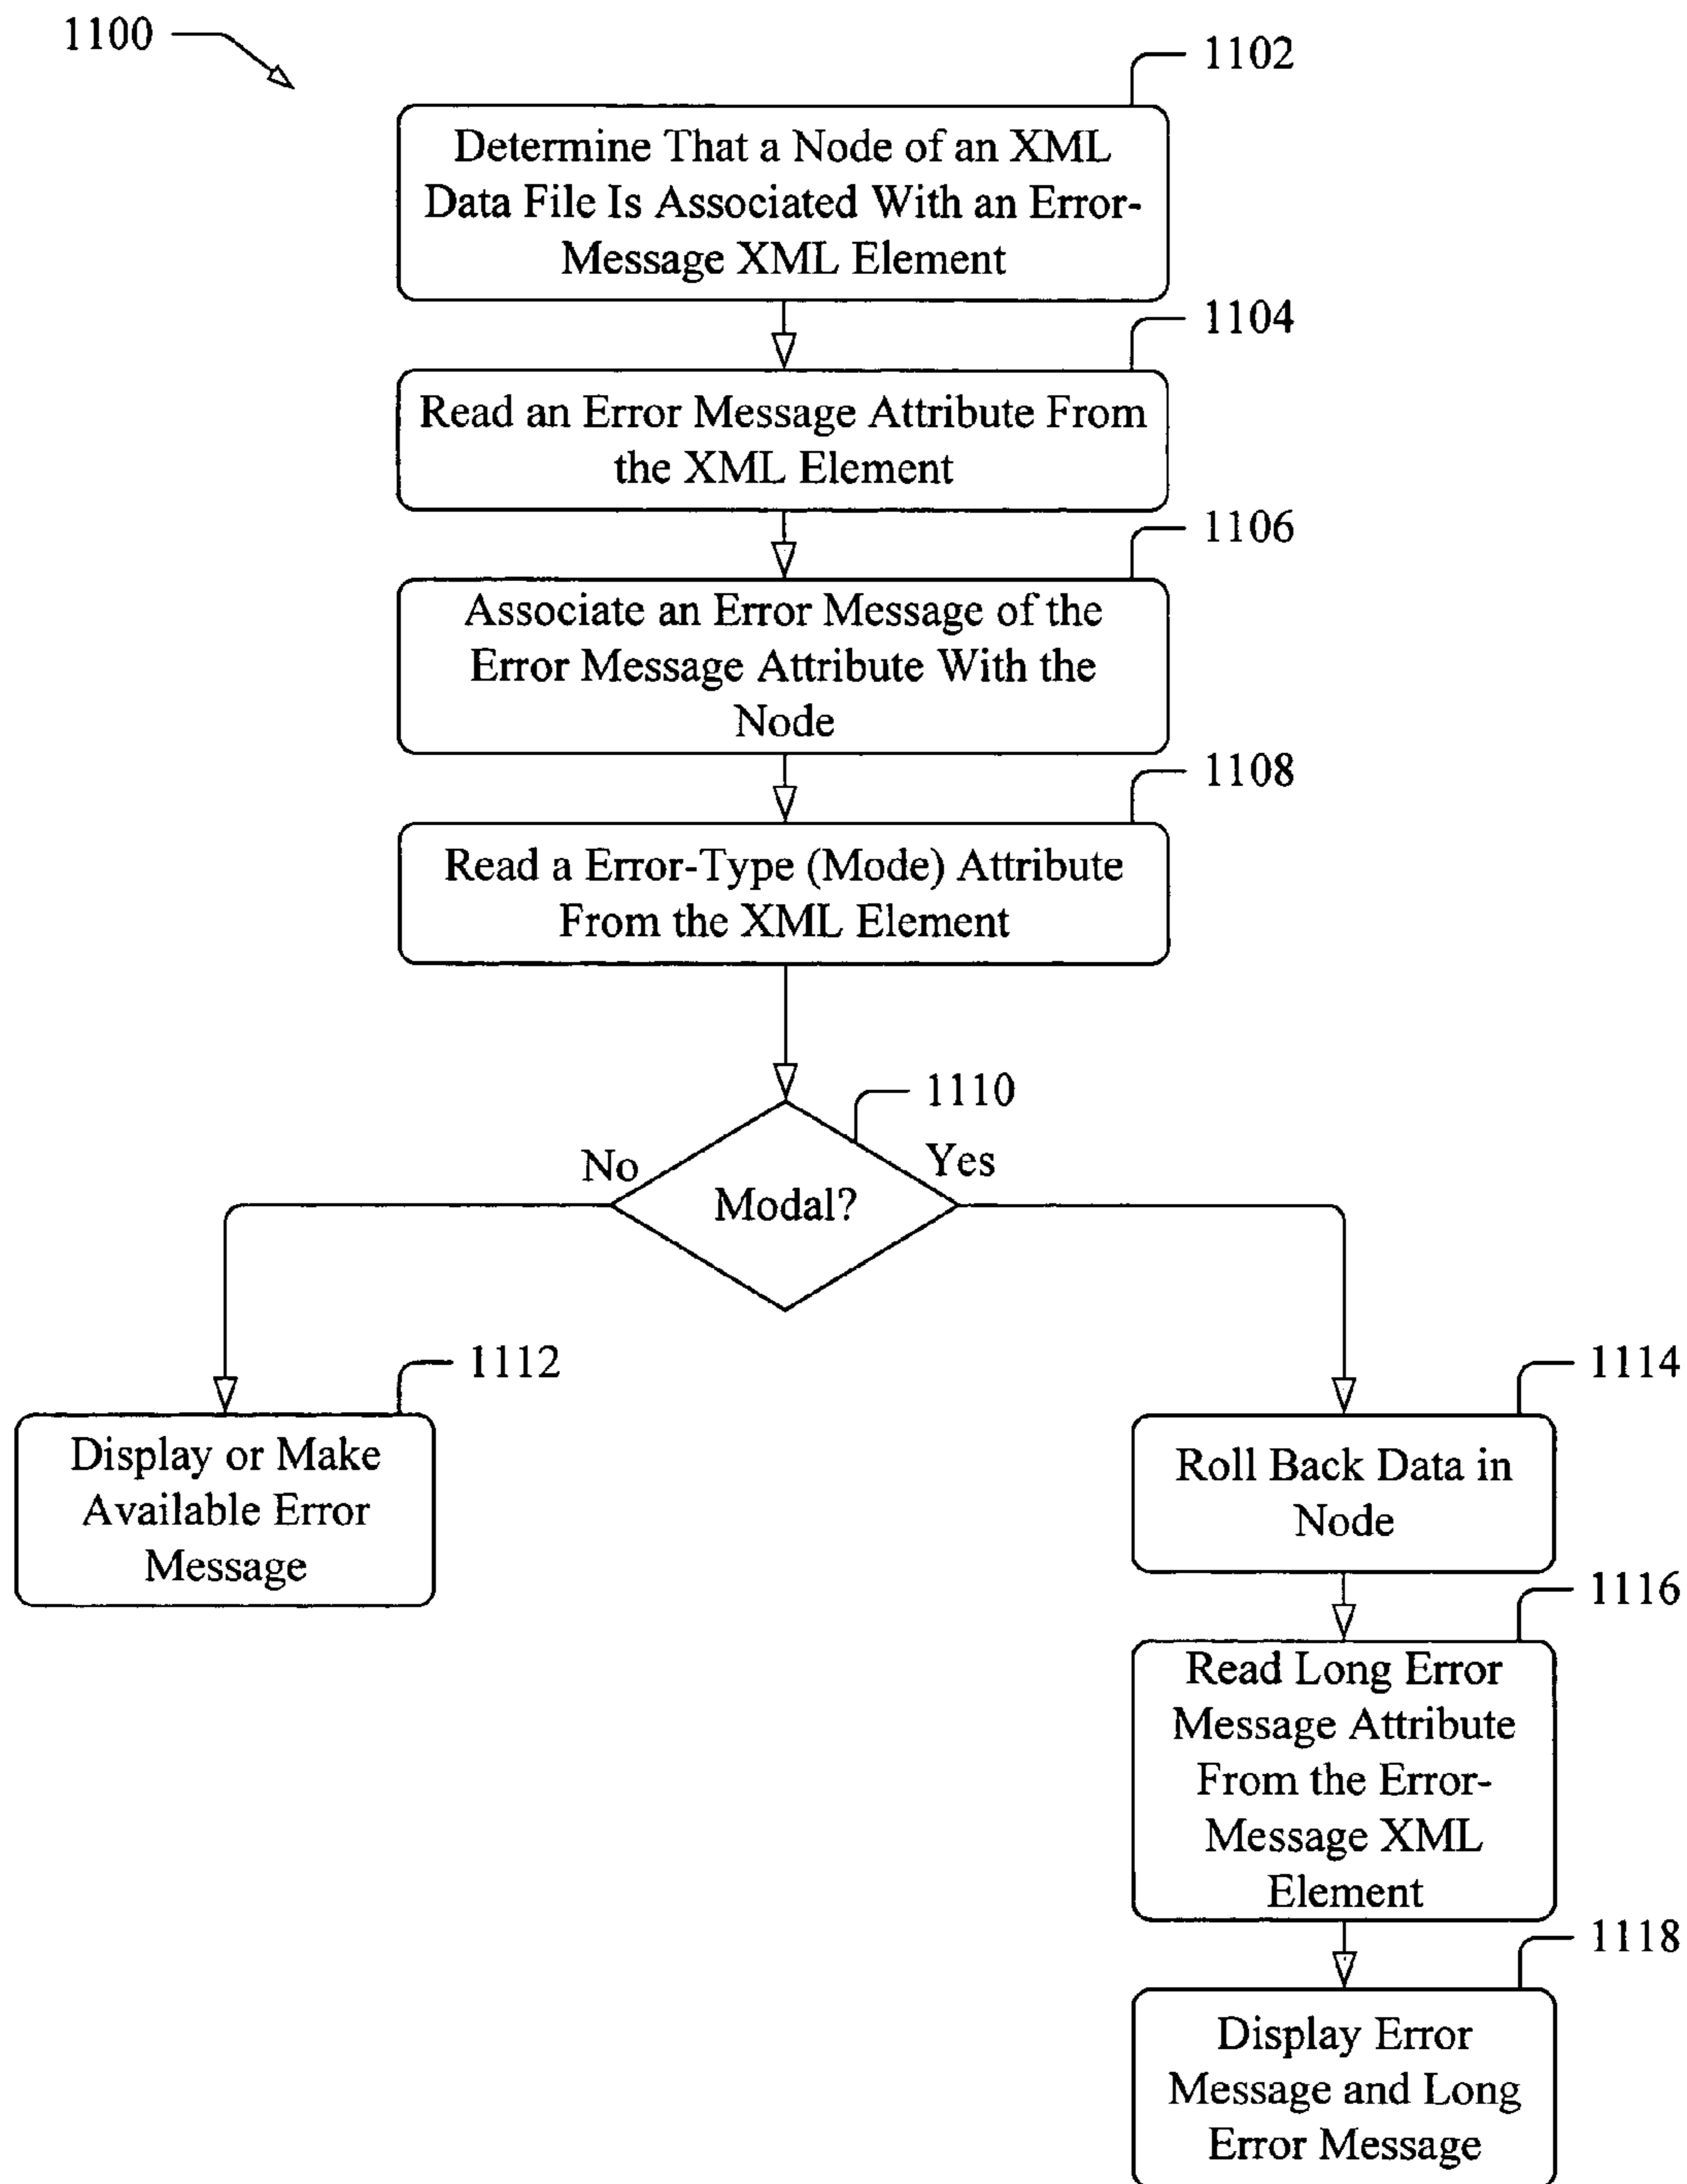 1100
1102
Determine That a Node of an XML
Data File Is Associated With an Error-
Message XML Element
1104
Read an Error Message Attribute From
the XML Element
1106
Associate an Error Message of the
Error Message Attribute With the
Node
1108
Read a Error-Type (Mode) Attribute
From the XML Element
1110
No
Yes
Modal?
1112
Display or Make
Available Error
Message
1114
Roll Back Data in
Node
1116
Read Long Error
Message Attribute
From the Error-
Message XML
Element
1118
Display Error
Message and Long
Error Message